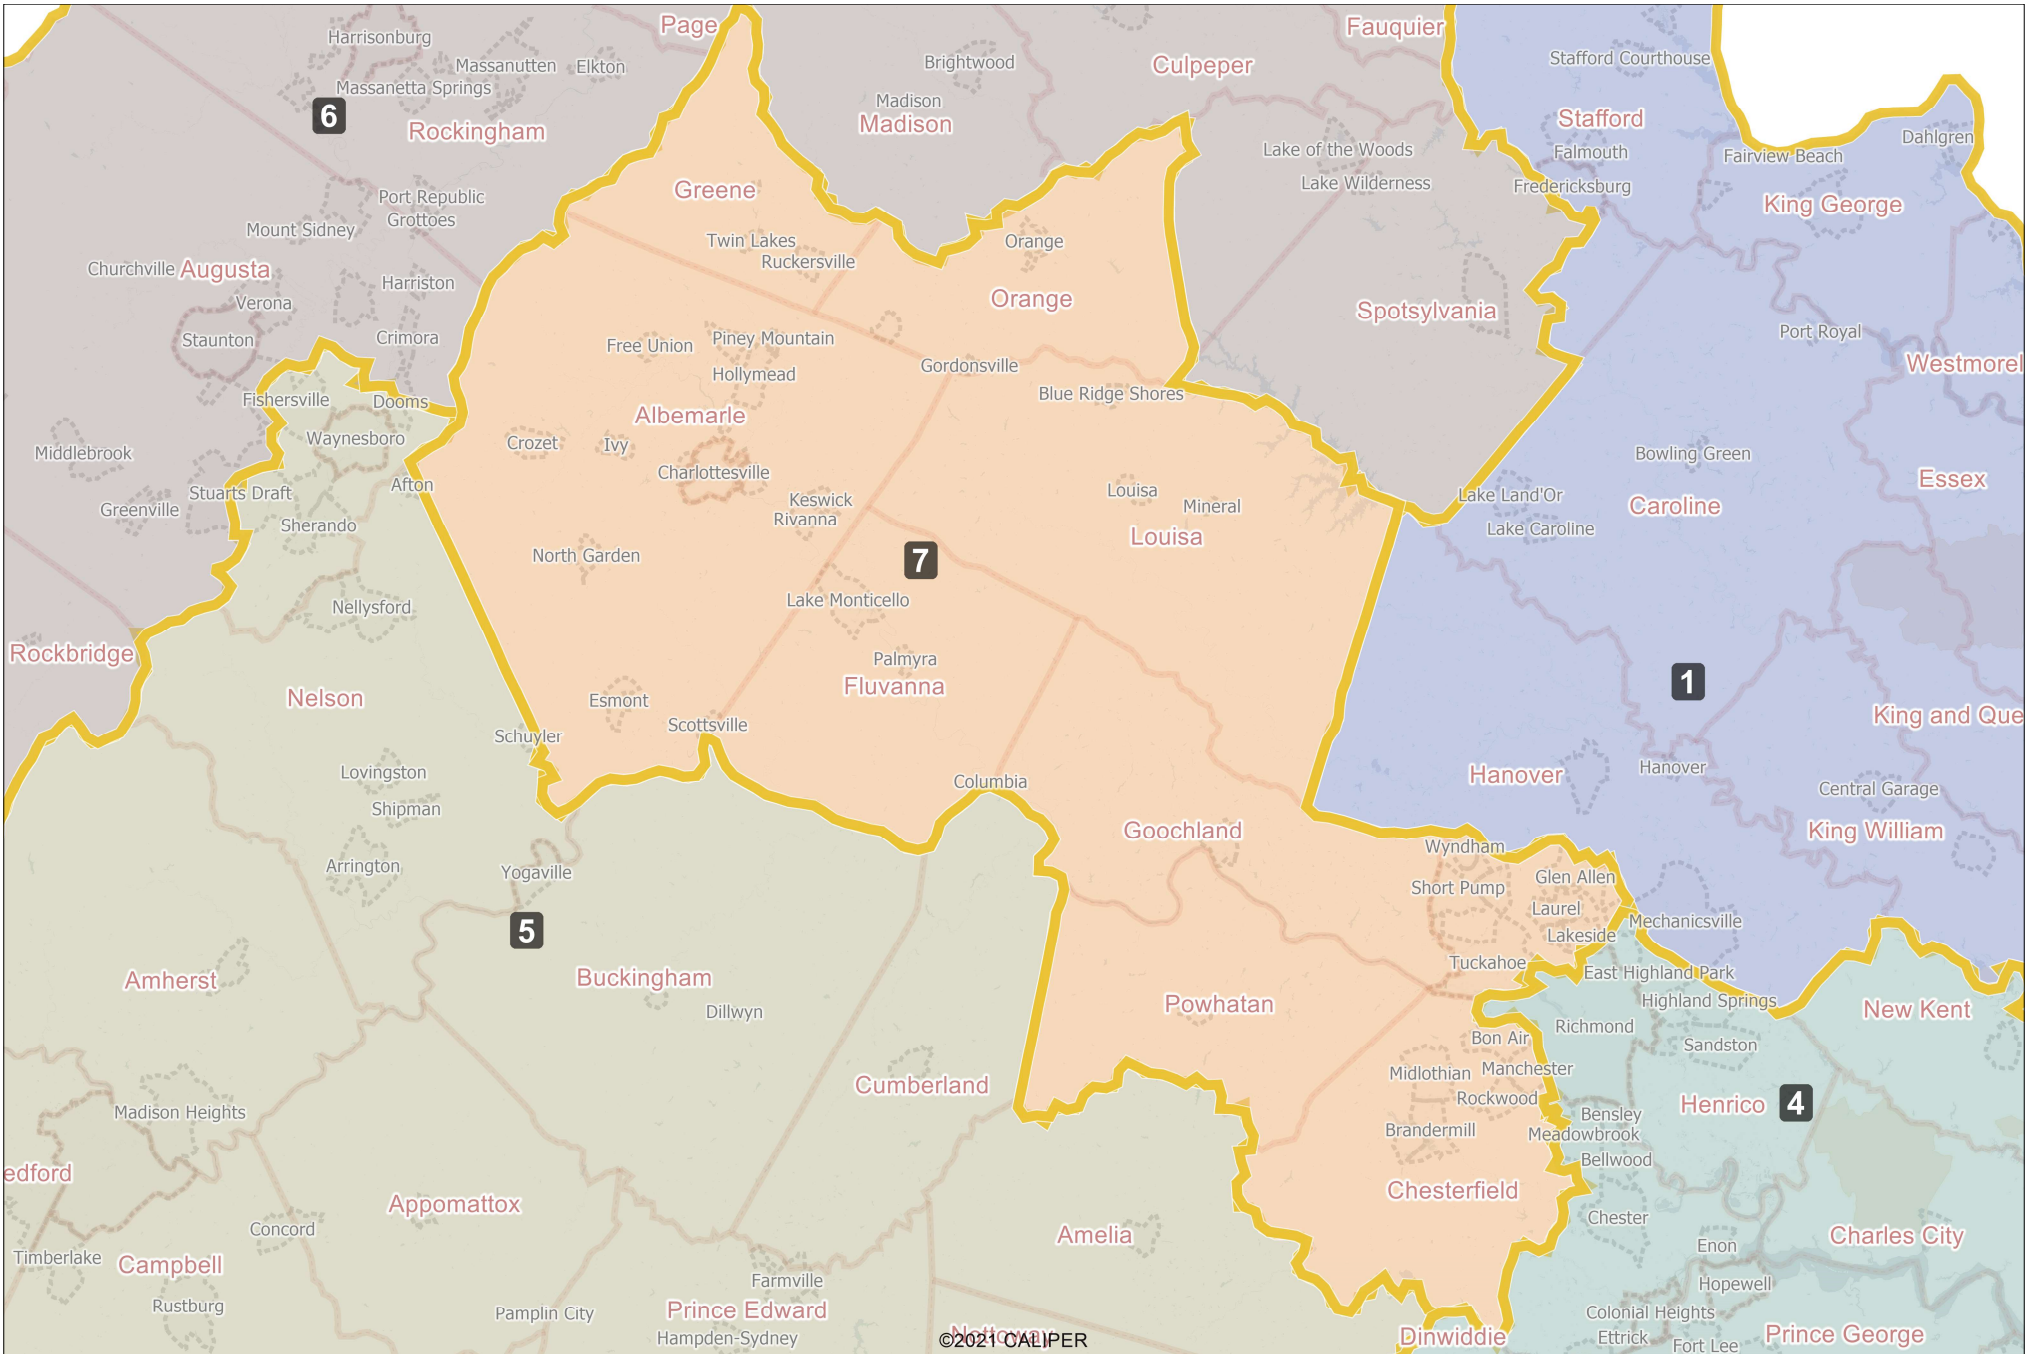 Page
Fauquier
Harrisonburg
Massanutten
Elkton
Brightwood
Culpeper
Stafford Courthouse
Massanetta Springs
6
Rockingham
Madison
Madison
Stafford
Dahlgren
Lake of the Woods
Falmouth
Fairview Beach
Lake Wilderness
Fredericksburg
Greene
Port Republic
Grottoes
King George
Mount Sidney
Twin Lakes
Ruckersville
Orange
Churchville
Augusta
Harriston
Verona
Orange
Spotsylvania
Staunton
Crimora
Free Union
Piney Mountain
Port Royal
Gordonsville
Westmorel
Hollymead
Blue Ridge Shores
Fishersville
Dooms
Albemarle
Waynesboro
Crozet
Ivy
Middlebrook
Bowling Green
Charlottesville
Afton
Essex
Stuarts Draft
Louisa
Lake Land'Or
Keswick
Mineral
Caroline
Greenville
Rivanna
Sherando
Lake Caroline
Louisa
North Garden
7
Nellysford
Lake Monticello
Rockbridge
Palmyra
Fluvanna
1
Nelson
Esmont
Scottsville
King and Que
Schuyler
Lovingston
Columbia
Hanover
Hanover
Shipman
Central Garage
Goochland
King William
Wyndham
Arrington
Yogaville
Short Pump
Glen Allen
Laurel
5
Mechanicsville
Lakeside
Tuckahoe
Amherst
Buckingham
East Highland Park
Powhatan
Highland Springs
Dillwyn
New Kent
Richmond
Bon Air
Sandston
Midlothian
Manchester
Cumberland
Rockwood
Henrico
4
Madison Heights
Bensley
Brandermill
Meadowbrook
Bellwood
edford
Chesterfield
Appomattox
Chester
Concord
Amelia
Charles City
Enon
Timberlake
Campbell
Farmville
Hopewell
Rustburg
Pamplin City
Prince Edward
Colonial Heights
Hampden-Sydney
Nottoway
©2021 CALIPER
Dinwiddie
Ettrick
Prince George
Fort Lee